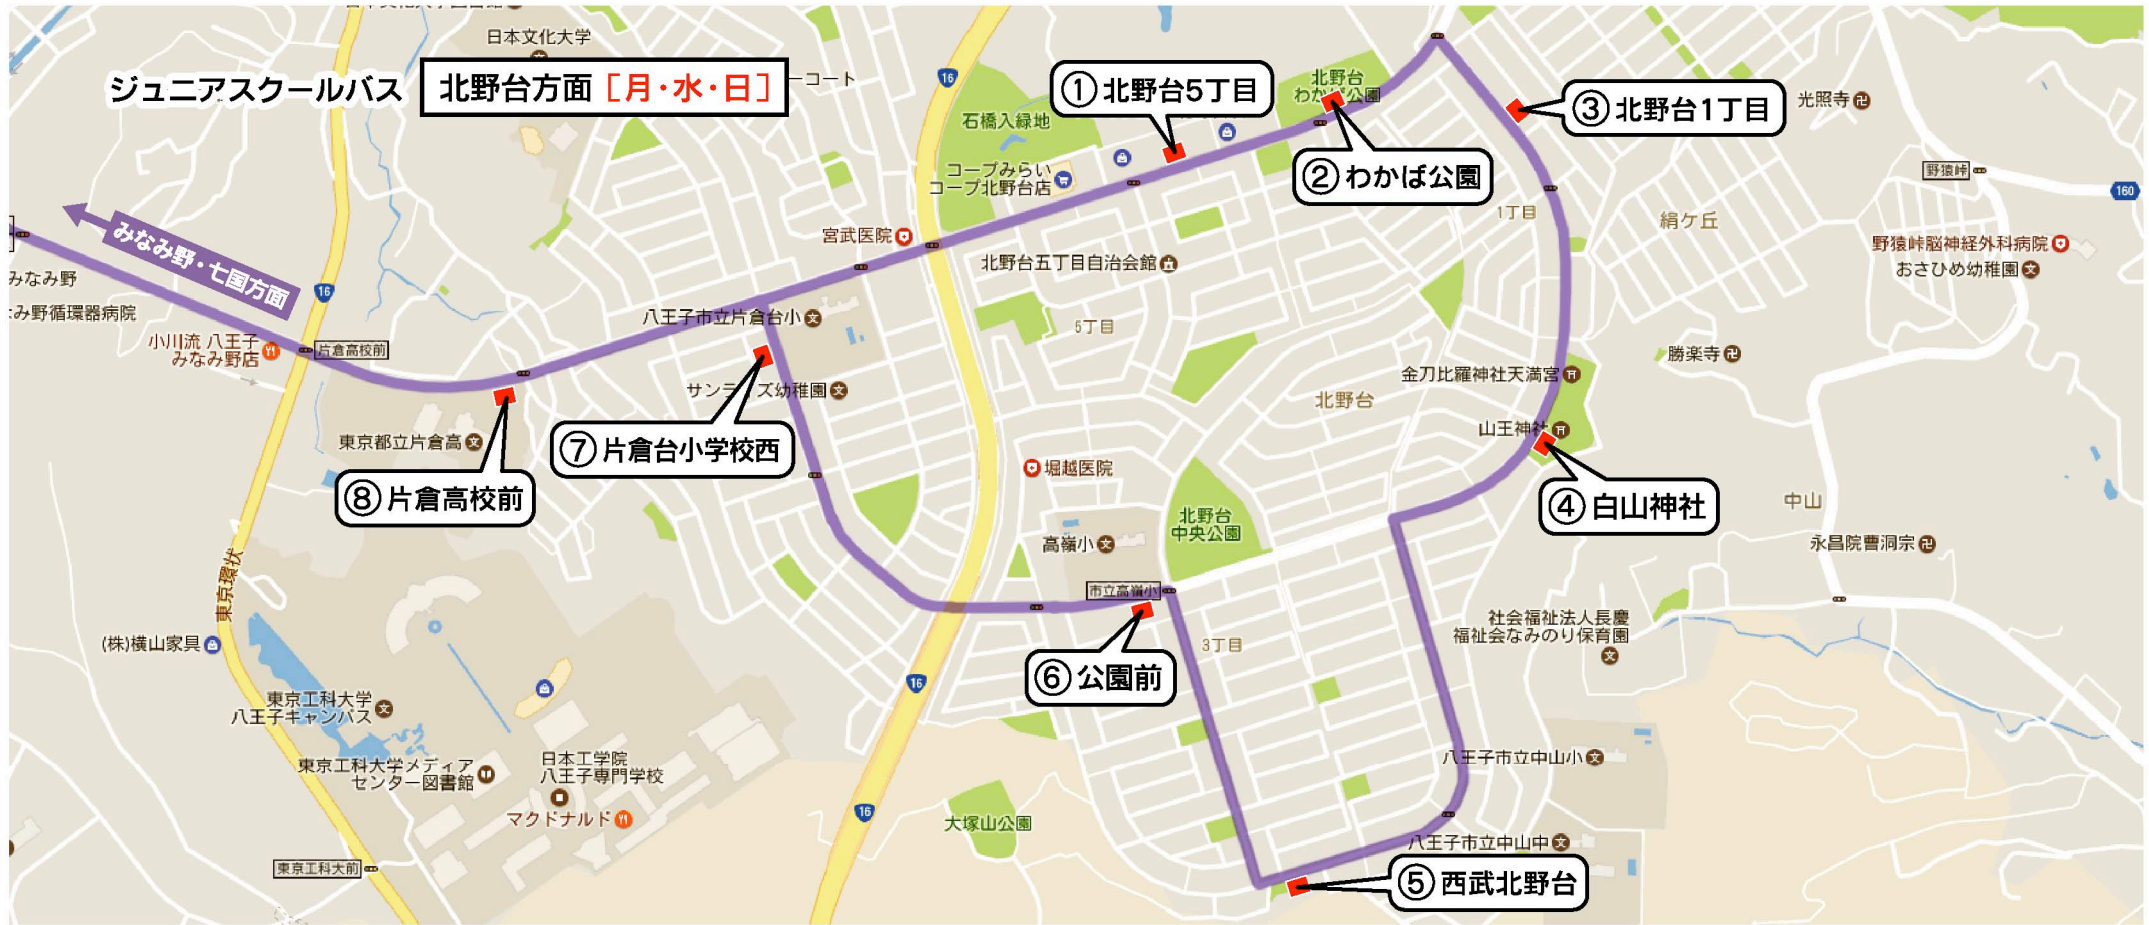 日本文化大学
ジュニアスクールバス
北野台方面[月・水・日]
ーコート
16
石橋入緑地
①北野台5丁目
北野台
わかば公園
③北野台1丁目
光照寺
コープみらい
コープ北野台店
②わかば公園
野猿峠
160
1丁目
絹ケ丘
みなみ野・七国方面
宮武医院
北野台五丁目自治会館
野猿峠脳神経外科病院
おさひめ幼稚園
みなみ野
み野循環器病院
16
八王子市立片倉台小
5丁目
小川流 八王子
みなみ野店
片倉高校前
勝楽寺
金刀比羅神社天満宮
サンライズ幼稚園
北野台
山王神社
東京都立片倉高
⑦片倉台小学校西
堀越医院
⑧片倉高校前
④白山神社
中山
北野台
中央公園
高嶺小
永昌院曹洞宗
東京環状
市立高嶺小
社会福祉法人長慶
福祉会なみのり保育園
(株)横山家具
3丁目
⑥公園前
16
東京工科大学
八王子キャンパス
東京工科大学メディア
センター図書館
日本工学院
八王子専門学校
八王子市立中山小
マクドナルド
16
大塚山公園
八王子市立中山中
東京工科大前
⑤西武北野台